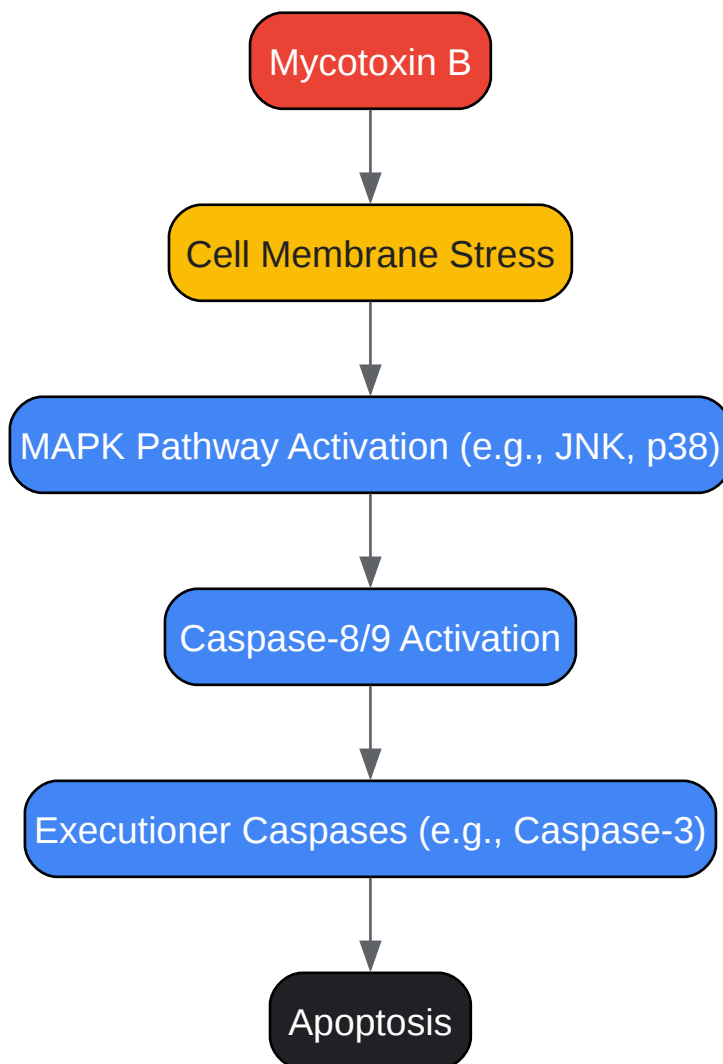 Mycotoxin B
Cell Membrane Stress
MAPK Pathway Activation (e.g., JNK, p38)
Caspase-8/9 Activation
Executioner Caspases (e.g., Caspase-3)
Apoptosis